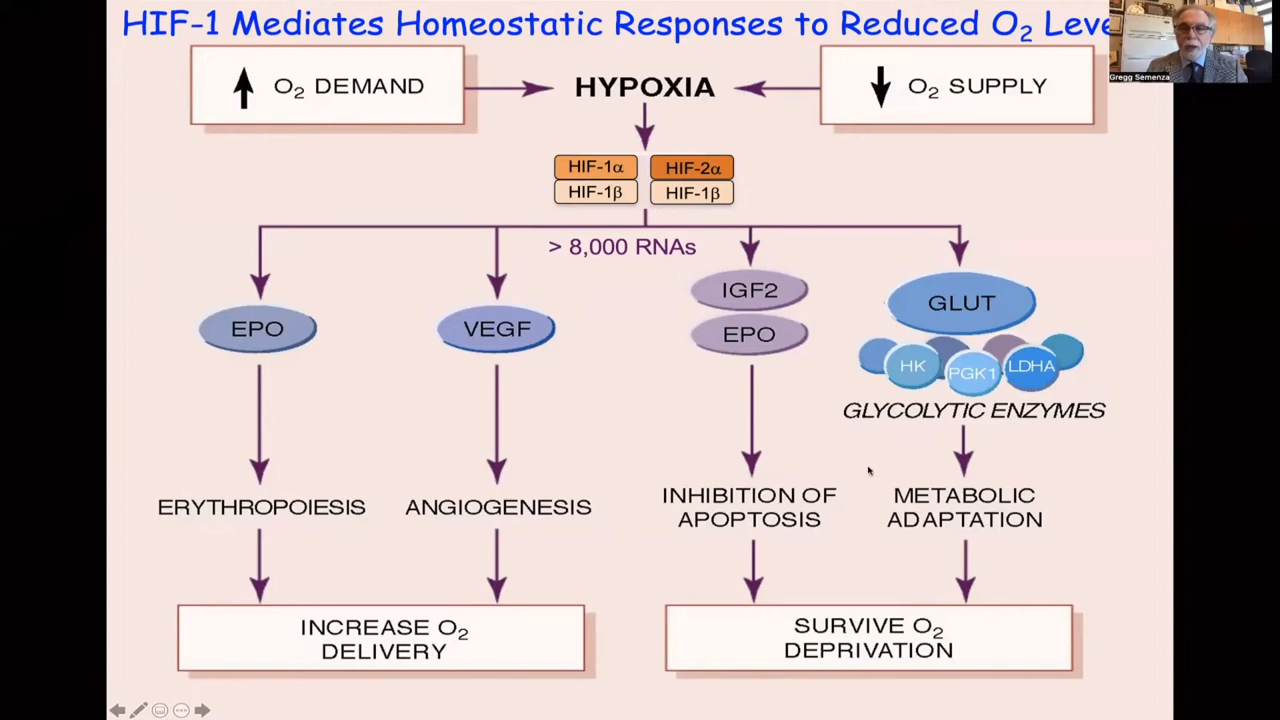 HIF-1 Mediates Homeostatic Responses to Reduced O₂ Leve
Gregg Semenza
↑ O₂ DEMAND
HYPOXIA
↓ O₂ SUPPLY
HIF-1α
HIF-2α
HIF-1β
HIF-1β
> 8,000 RNAs
EPO
VEGF
IGF2
EPO
GLUT
HK
PGK1
LDHA
GLYCOLYTIC ENZYMES
ERYTHROPOIESIS
ANGIOGENESIS
INHIBITION OF
APOPTOSIS
METABOLIC
ADAPTATION
INCREASE O₂
DELIVERY
SURVIVE O₂
DEPRIVATION